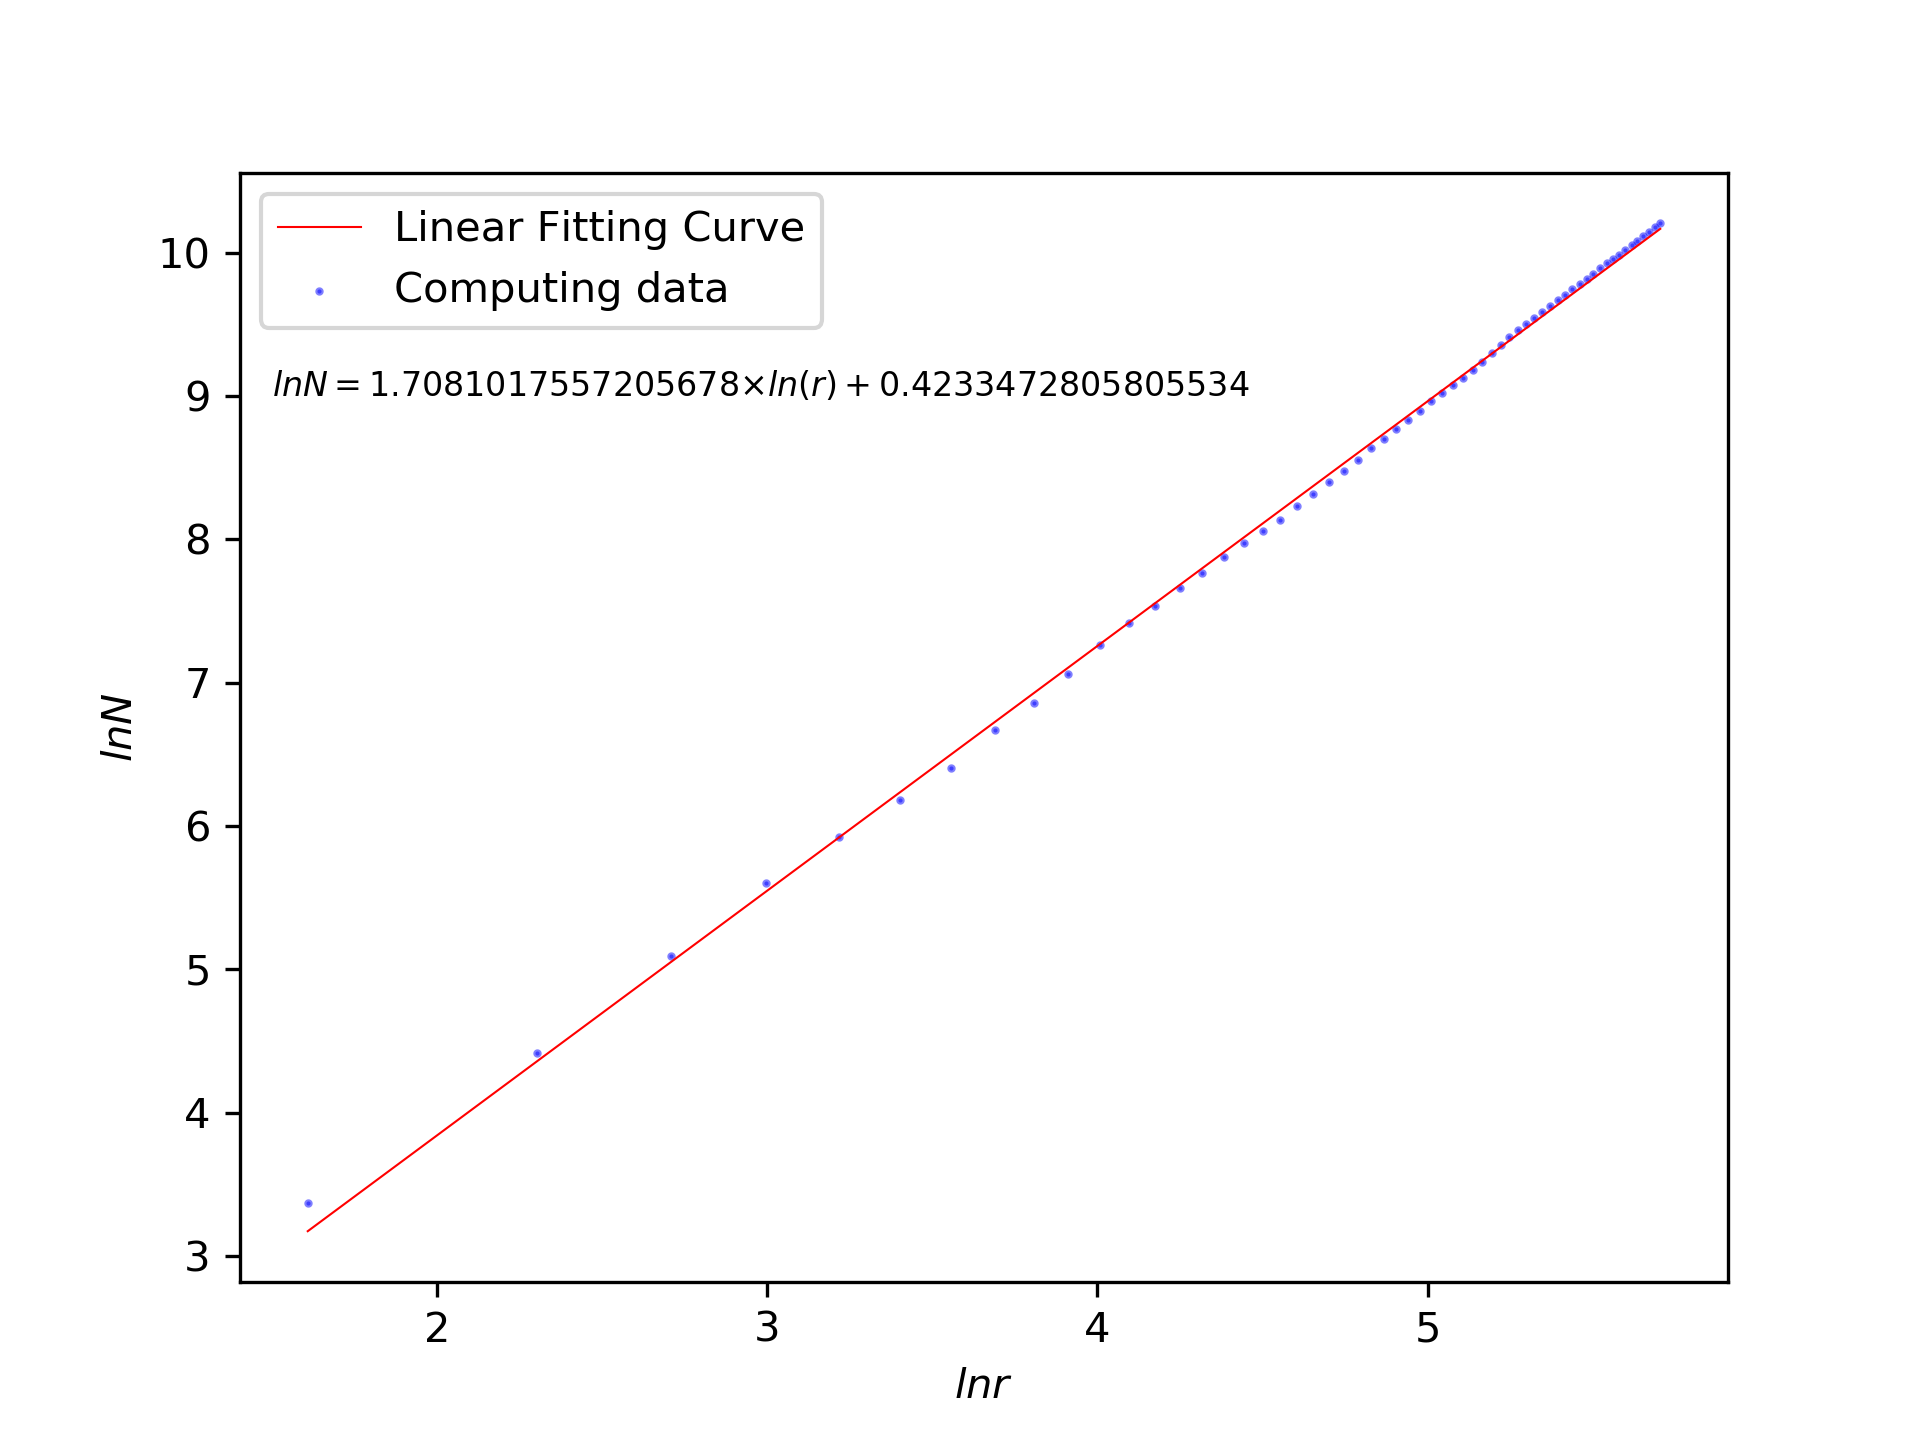 Linear Fitting Curve
Computing data
lnN = 1.7081017557205678×ln(r) + 0.4233472805805534
10
9
8
7
6
5
4
3
lnN
2 3 4 5
lnr